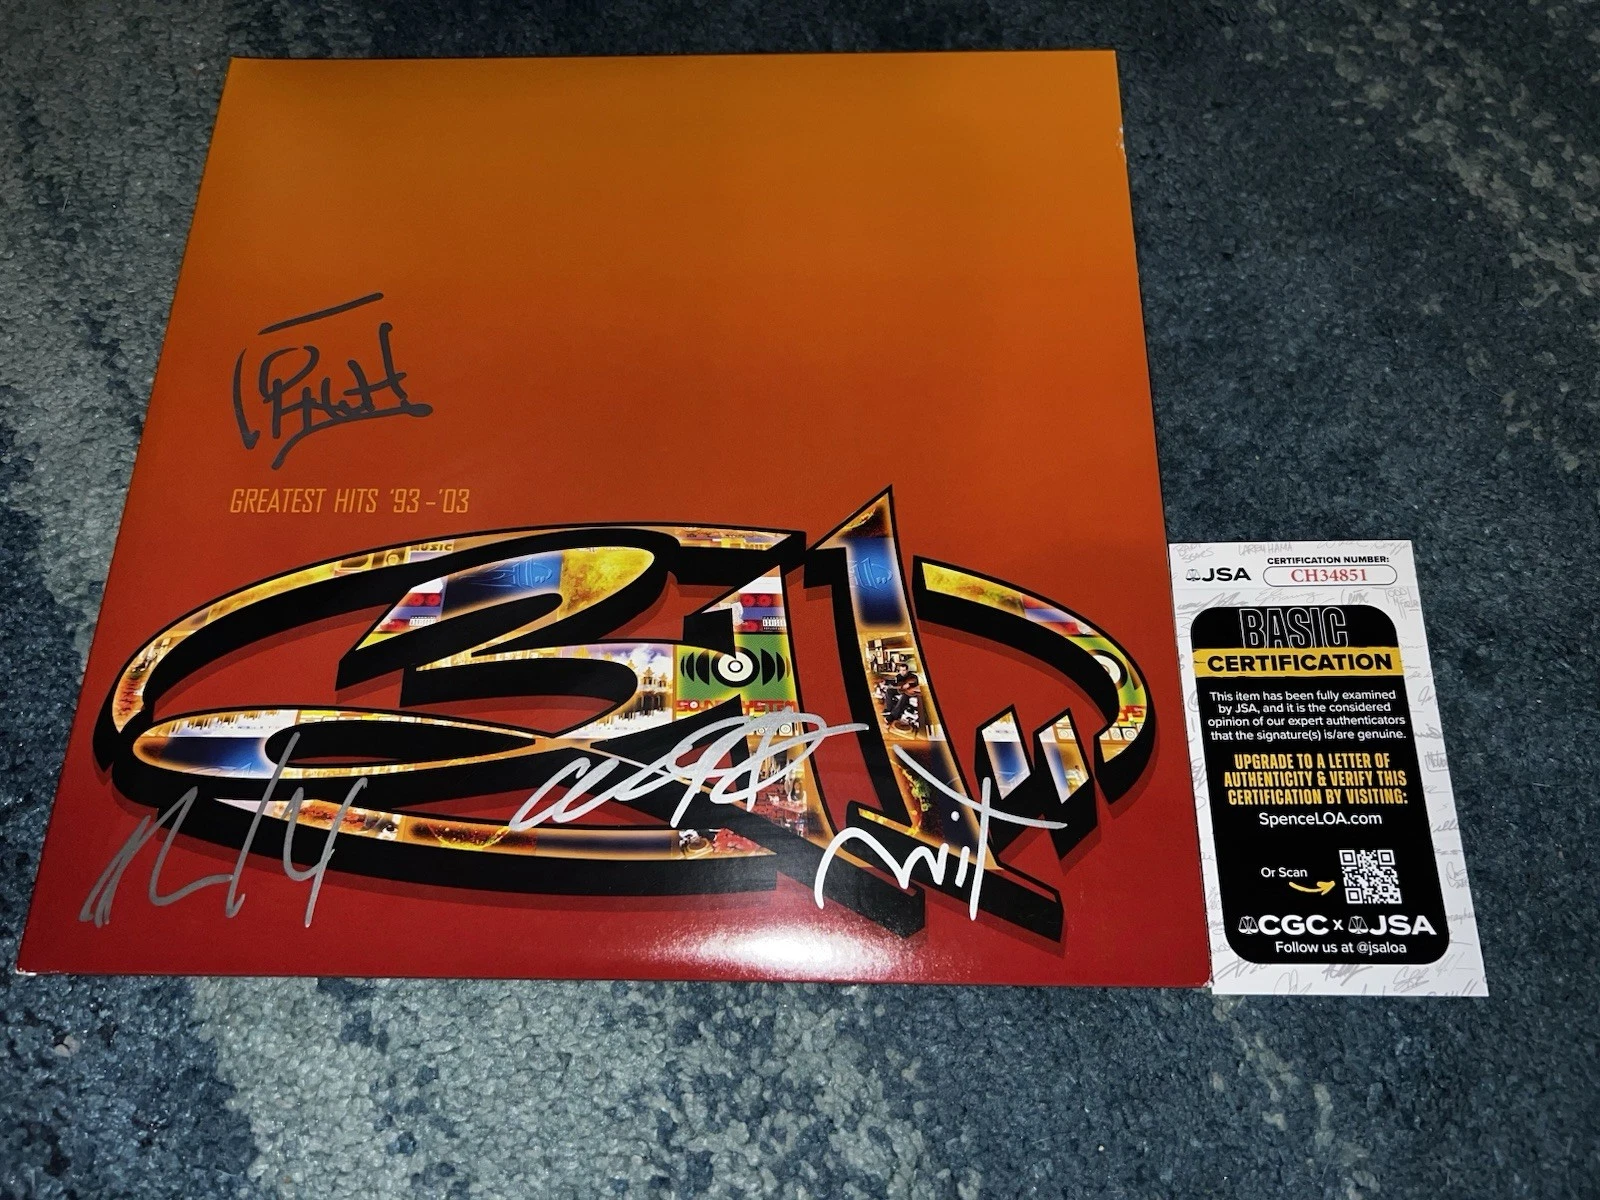 GREATEST HITS '93-'03
311
MUSIC
SOUNDSYSTEM
JSA
CERTIFICATION NUMBER:
CH34851
BASIC
CERTIFICATION
This item has been fully examined
by JSA, and it is the considered
opinion of our expert authenticators
that the signature(s) is/are genuine.
UPGRADE TO A LETTER OF
AUTHENTICITY & VERIFY THIS
CERTIFICATION BY VISITING:
SpenceLOA.com
Or Scan
CGC x JSA
Follow us at @jsaloa